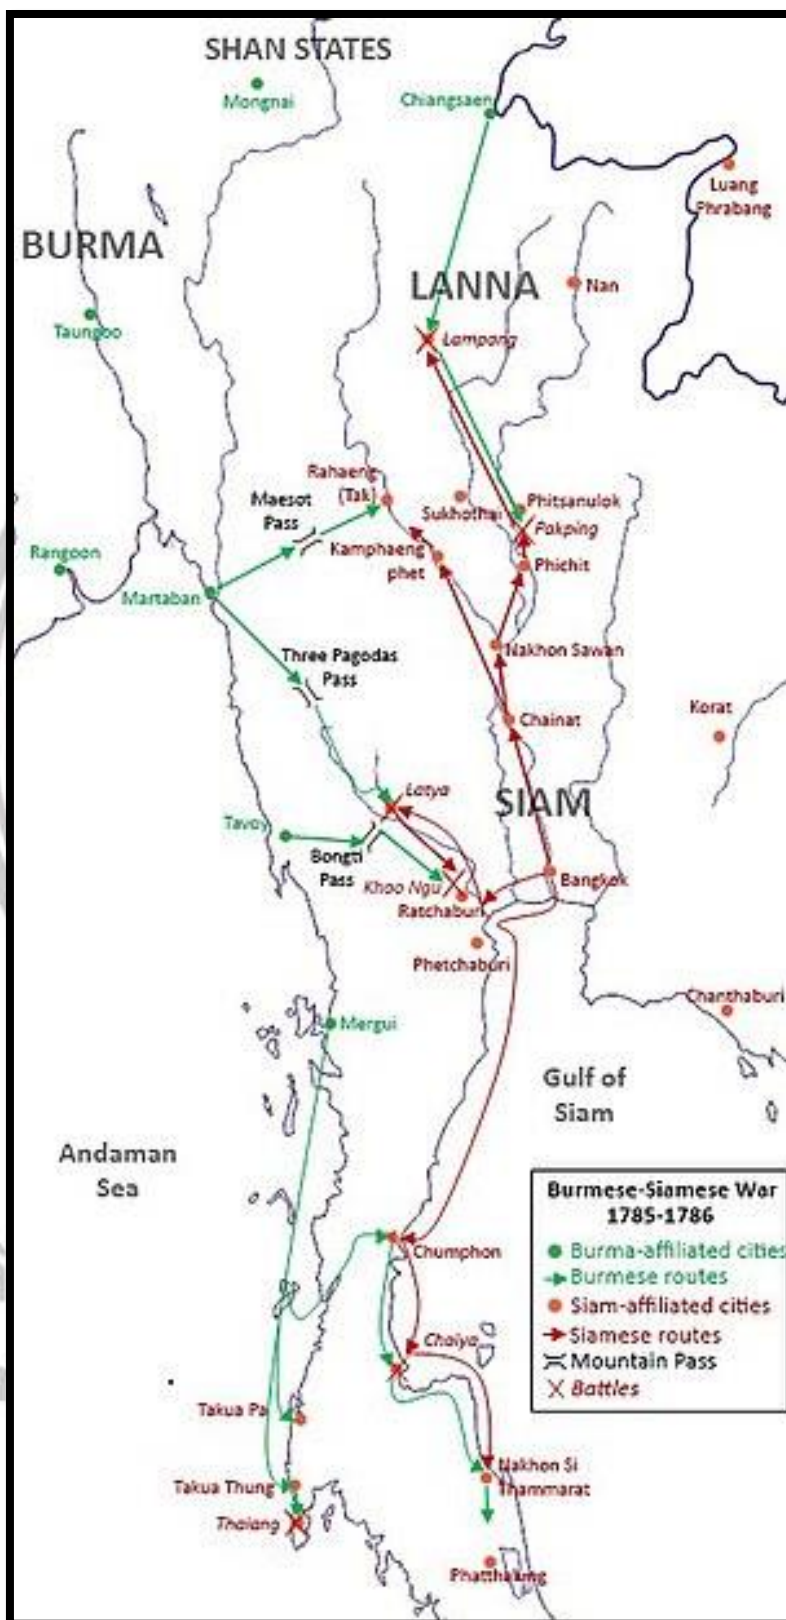 SHAN STATES
Mongnai
Chiangsaen
Luang
Phrabang
BURMA
LANNA
Nan
Taungoo
Lampang
Rahaeng
(Tak)
Maesot
Pass
Sukhothai
Phitsanulok
Pakping
Rangoon
Kamphaeng
phet
Phichit
Martaban
Three Pagodas
Pass
Nakhon Sawan
Chainat
Korat
Latya
SIAM
Tavoy
Bongti
Pass
Khao Ngu
Bangkok
Ratchaburi
Phetchaburi
Chanthaburi
Mergui
Gulf of
Siam
Andaman
Sea
Burmese-Siamese War
1785-1786
Burma-affiliated cities
Burmese routes
Siam-affiliated cities
Siamese routes
Mountain Pass
Battles
Chumphon
Chaiya
Takua Pa
Takua Thung
Nakhon Si
Thammarat
Thalang
Phatthalung